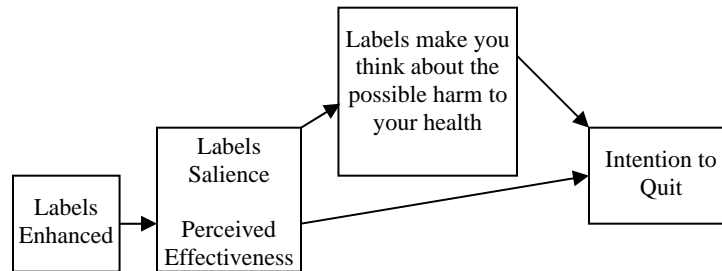 Labels
Enhanced
Labels
Salience
Perceived
Effectiveness
Labels make you
think about the
possible harm to
your health
Intention to
Quit